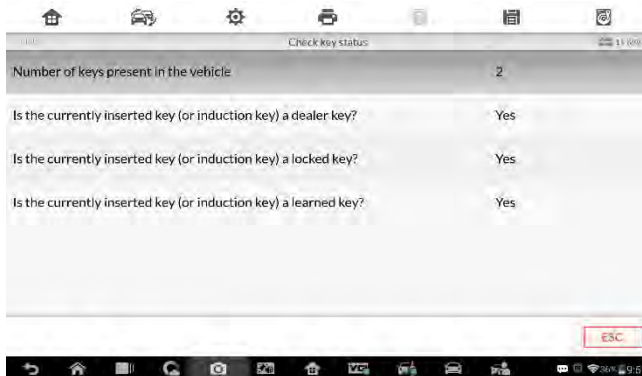 Check key status
Number of keys present in the vehicle 2
Is the currently inserted key (or induction key) a dealer key? Yes
Is the currently inserted key (or induction key) a locked key? Yes
Is the currently inserted key (or induction key) a learned key? Yes
ESC
36%